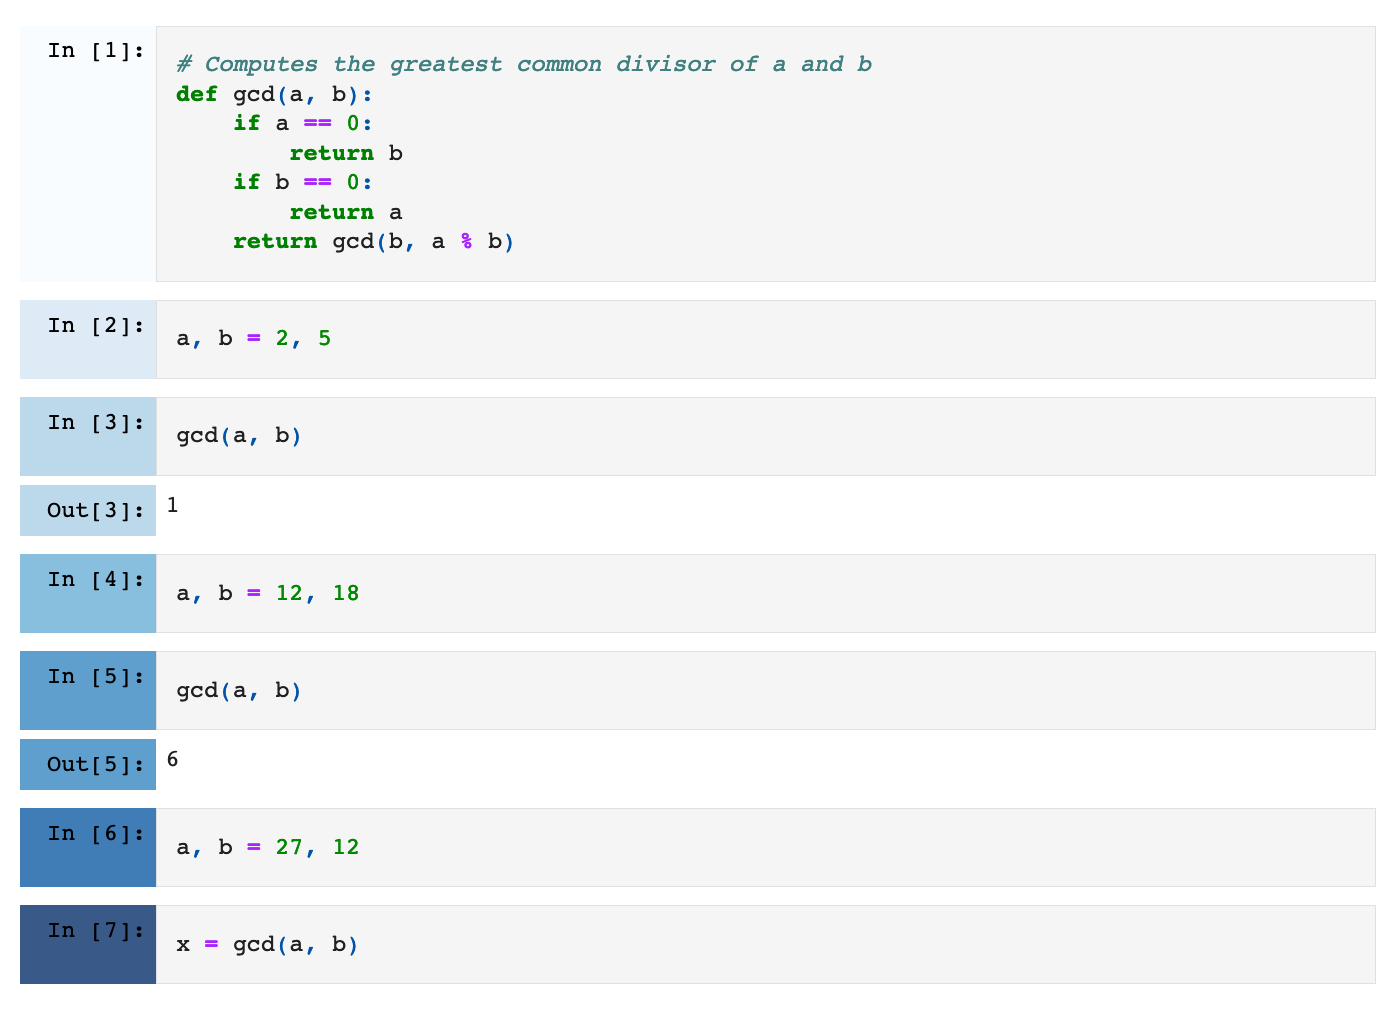 In [1]:
# Computes the greatest common divisor of a and b
def gcd(a, b):
    if a == 0:
        return b
    if b == 0:
        return a
    return gcd(b, a % b)
In [2]:
a, b = 2, 5
In [3]:
gcd(a, b)
Out[3]:
1
In [4]:
a, b = 12, 18
In [5]:
gcd(a, b)
Out[5]:
6
In [6]:
a, b = 27, 12
In [7]:
x = gcd(a, b)